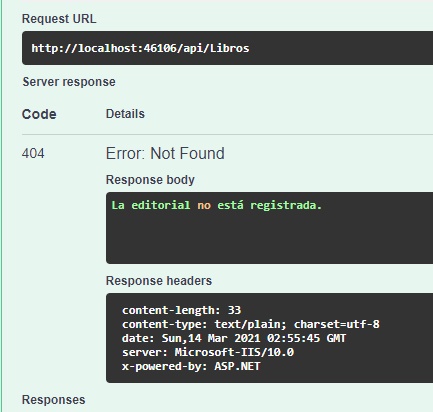 Request URL
http://localhost:46106/api/Libros
Server response
Code Details
404 Error: Not Found
Response body
La editorial no está registrada.
Response headers
content-length: 33
content-type: text/plain; charset=utf-8
date: Sun,14 Mar 2021 02:55:45 GMT
server: Microsoft-IIS/10.0
x-powered-by: ASP.NET
Responses